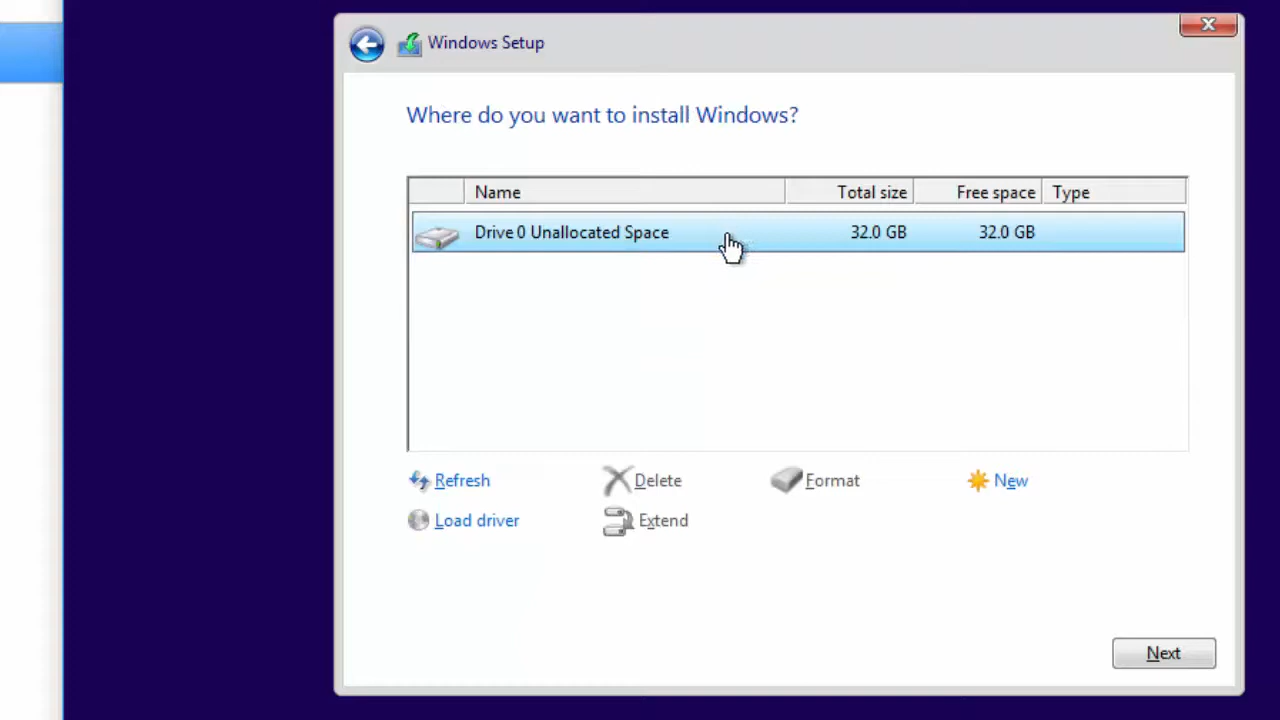 Windows Setup
Where do you want to install Windows?
Name Total size Free space Type
Drive 0 Unallocated Space 32.0 GB 32.0 GB
Refresh Delete Format New
Load driver Extend
Next